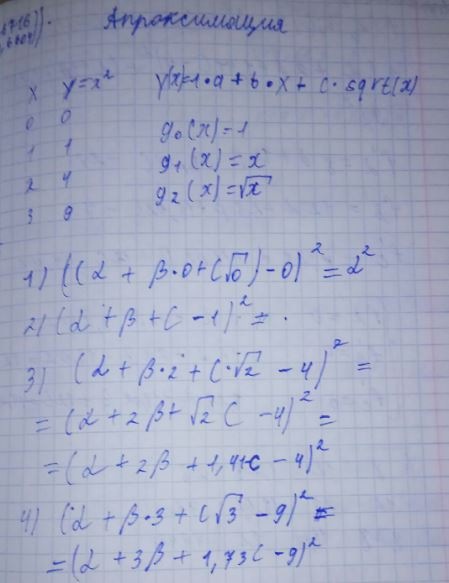 Апроксимация
x y=x² y(x)=1·a+b·x+c·sqrt(x)
0 0
g₀(x)=1
1 1
g₁(x)=x
2 4
g₂(x)=√x
3 9
1) ((α+β·0+c√0)-0)²=α²
2) (α+β+c-1)²=.
3) (α+β·2+c·√2-4)²=
=(α+2β+√2c-4)²=
=(α+2β+1,41c-4)²
4) (α+β·3+c√3-9)²=
=(α+3β+1,73c-9)²